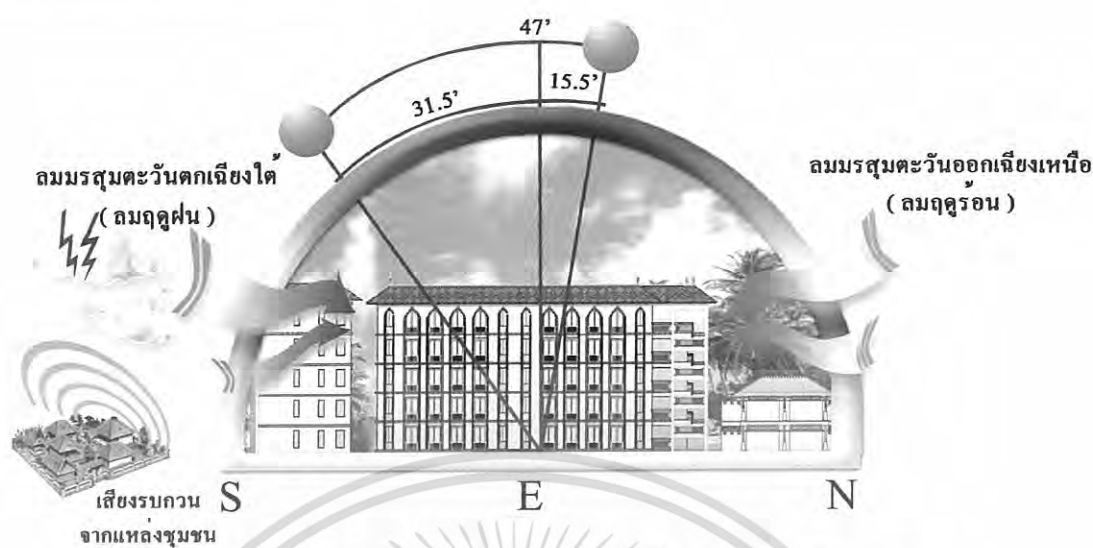 47'
15.5'
31.5'
ลมมรสุมตะวันตกเฉียงใต้
( ลมฤดูฝน )
ลมมรสุมตะวันออกเฉียงเหนือ
( ลมฤดูร้อน )
เสียงรบกวน
จากแหล่งชุมชน
S
E
N